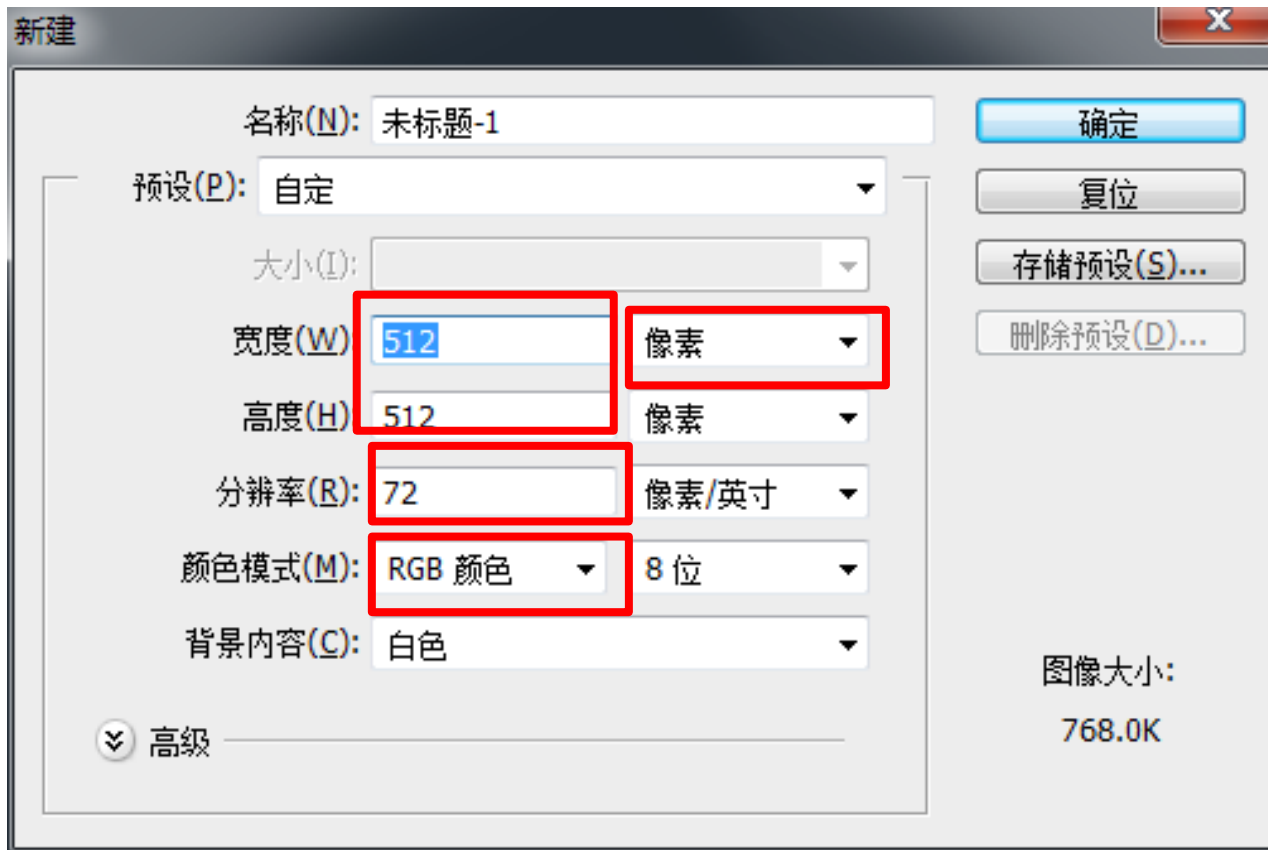 新建
名称(N): 未标题-1
确定
预设(P): 自定
复位
大小(I):
存储预设(S)...
宽度(W) 512 像素
删除预设(D)...
高度(H) 512 像素
分辨率(R): 72 像素/英寸
颜色模式(M): RGB 颜色 8 位
背景内容(C): 白色
图像大小:
768.0K
高级